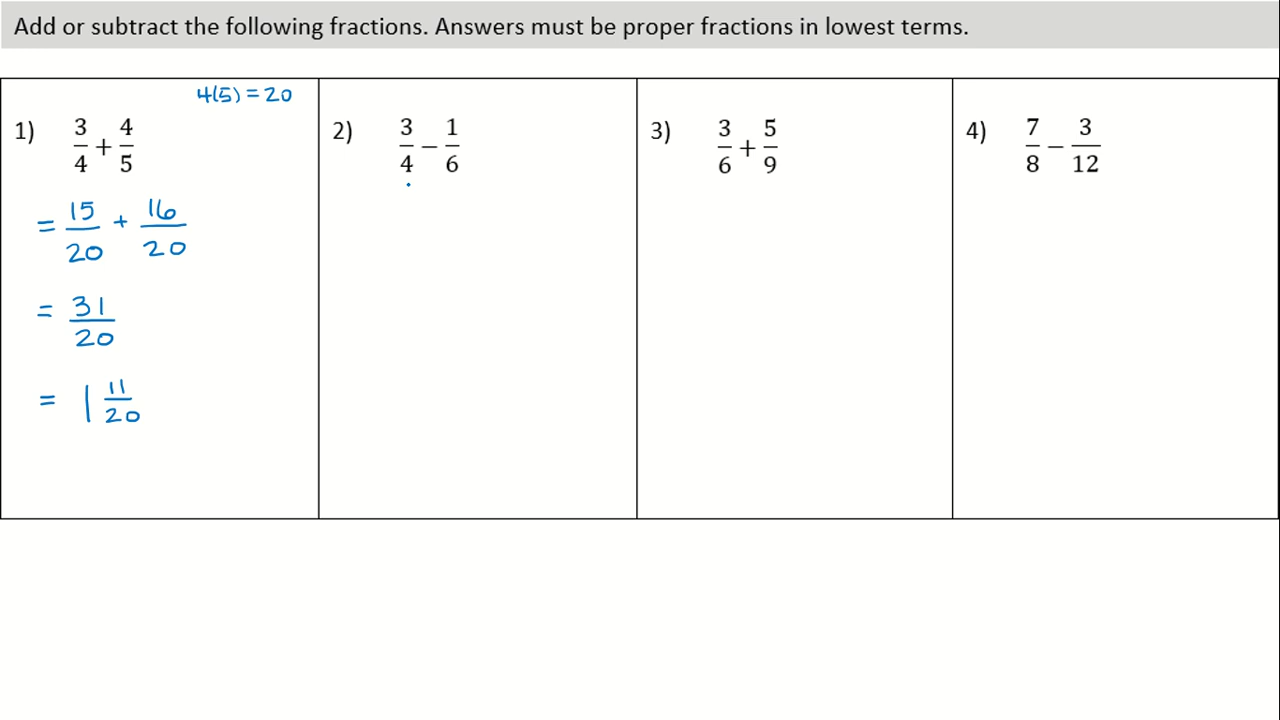 Add or subtract the following fractions. Answers must be proper fractions in lowest terms.
4(5) = 20
1) 3/4 + 4/5
= 15/20 + 16/20
= 31/20
= 1 11/20
2) 3/4 − 1/6
3) 3/6 + 5/9
4) 7/8 − 3/12